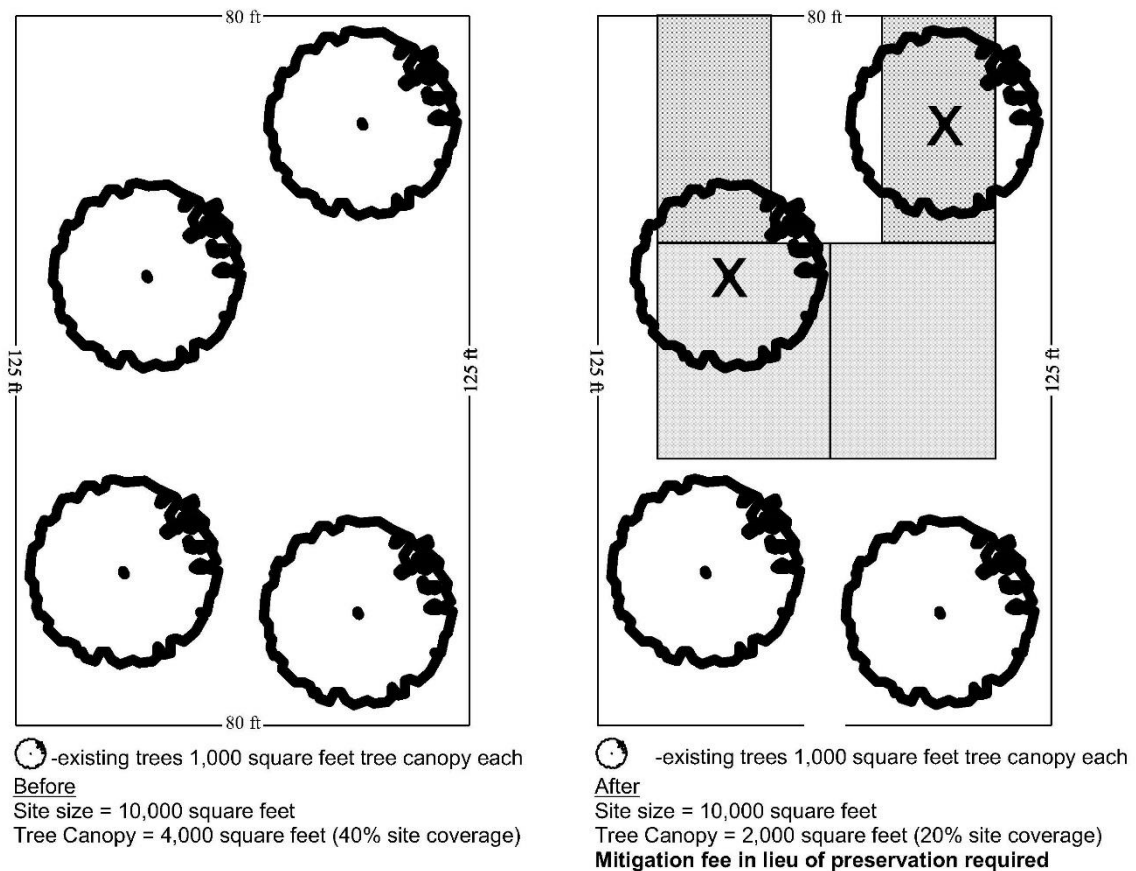 80 ft
125 ft
125 ft
80 ft
-existing trees 1,000 square feet tree canopy each
Before
Site size = 10,000 square feet
Tree Canopy = 4,000 square feet (40% site coverage)
80 ft
X
X
125 ft
125 ft
-existing trees 1,000 square feet tree canopy each
After
Site size = 10,000 square feet
Tree Canopy = 2,000 square feet (20% site coverage)
Mitigation fee in lieu of preservation required